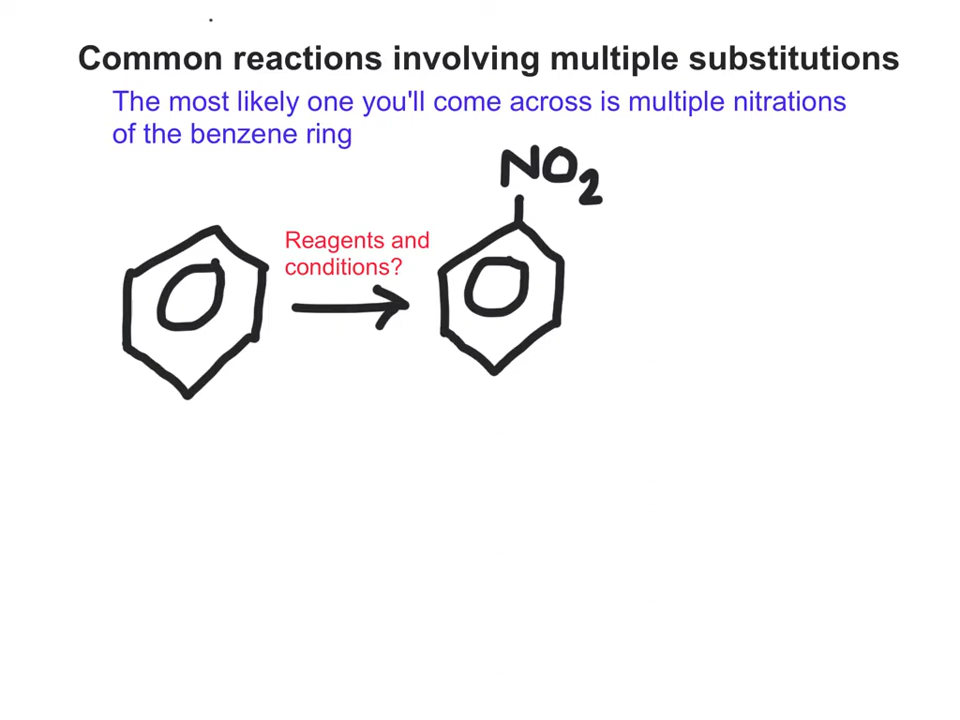 Common reactions involving multiple substitutions
The most likely one you'll come across is multiple nitrations
of the benzene ring
NO2
Reagents and
conditions?